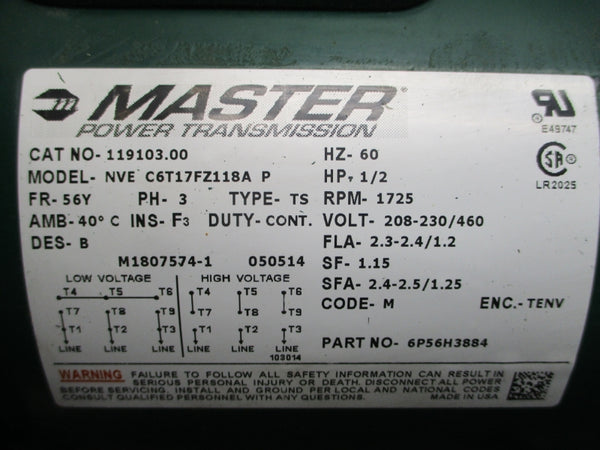 MASTER
POWER TRANSMISSION
CAT NO- 119103.00 HZ- 60
MODEL- NVE C6T17FZ118A P HP, 1/2
FR- 56Y PH- 3 TYPE- TS RPM- 1725
AMB- 40° C INS- F3 DUTY- CONT. VOLT- 208-230/460
DES- B FLA- 2.3-2.4/1.2
M1807574-1 050514 SF- 1.15
SFA- 2.4-2.5/1.25
CODE- M ENC.- TENV
PART NO- 6P56H3884
LOW VOLTAGE HIGH VOLTAGE
T4 T5 T6 T4 T5 T6
T7 T8 T9 T7 T8 T9
T1 T2 T3 T1 T2 T3
LINE LINE LINE LINE LINE LINE
103014
UR
®
E49747
SA
®
LR2025
WARNING FAILURE TO FOLLOW ALL SAFETY INFORMATION CAN RESULT IN
SERIOUS PERSONAL INJURY OR DEATH. DISCONNECT ALL POWER
BEFORE SERVICING. INSTALL AND GROUND PER LOCAL AND NATIONAL CODES
CONSULT QUALIFIED PERSONNEL WITH ANY QUESTIONS. MADE IN USA